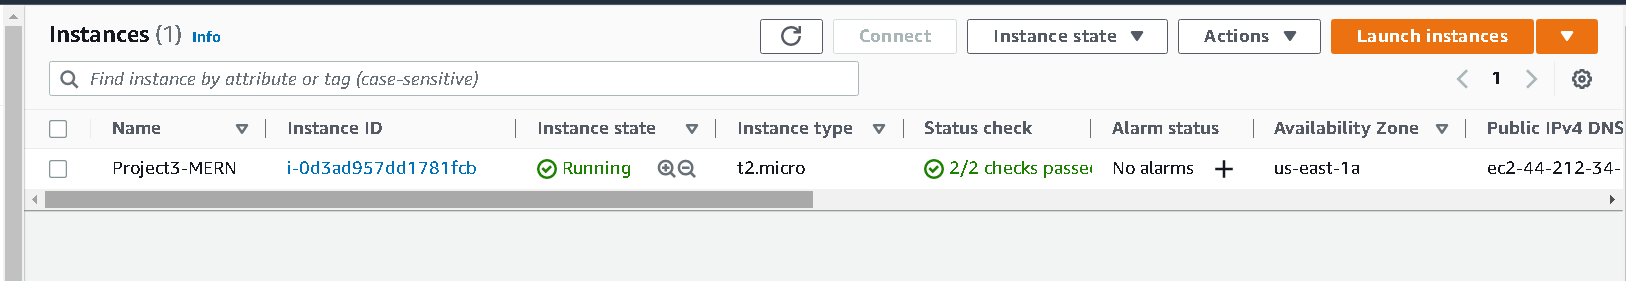 Instances (1) Info
Connect Instance state Actions Launch instances
Find instance by attribute or tag (case-sensitive)
1
Name Instance ID Instance state Instance type Status check Alarm status Availability Zone Public IPv4 DNS
Project3-MERN i-0d3ad957dd1781fcb Running t2.micro 2/2 checks passe No alarms + us-east-1a ec2-44-212-34-